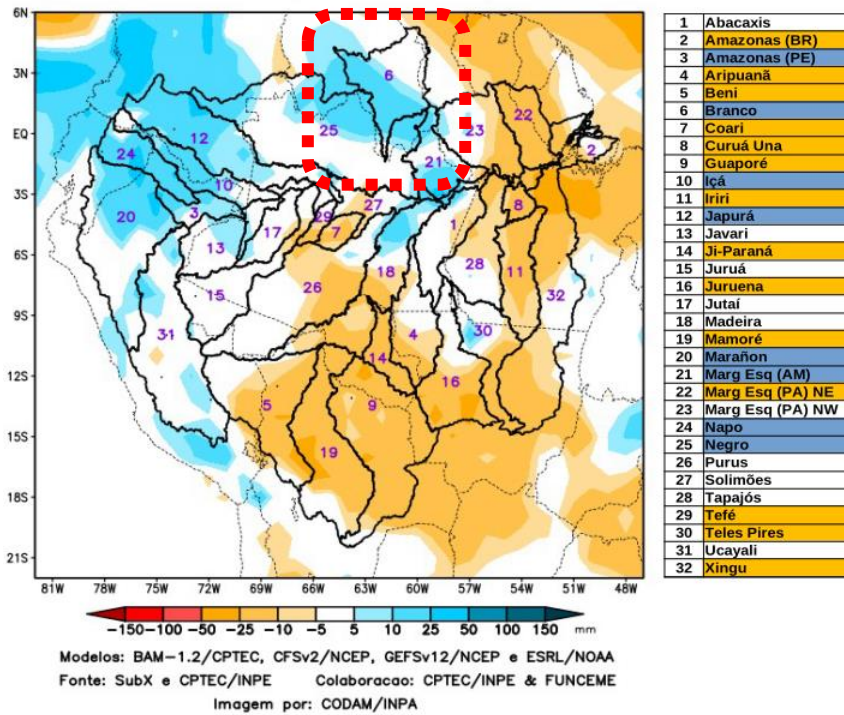 3N
EQ
3S
6S
9S
12S
15S
18S
21S
81W 78W 75W 72W 69W 66W 63W 60W 57W 54W 51W 48W
6
25
12
24
23
22
2
21
10
20
3
27
29
8
13
17
7
1
18
28
11
15
26
32
31
4
30
14
5
9
16
19
-150 -100 -50 -25 -10 -5 5 10 25 50 100 150 mm
Modelos: BAM-1.2/CPTEC, CFSv2/NCEP, GEFSv12/NCEP e ESRL/NOAA
Fonte: SubX e CPTEC/INPE Colaboracao: CPTEC/INPE & FUNCEME
Imagem por: CODAM/INPA
1 Abacaxis
2 Amazonas (BR)
3 Amazonas (PE)
4 Aripuanã
5 Beni
6 Branco
7 Coari
8 Curuá Una
9 Guaporé
10 Içá
11 Iriri
12 Japurá
13 Javari
14 Ji-Paraná
15 Juruá
16 Juruena
17 Jutaí
18 Madeira
19 Mamoré
20 Marañon
21 Marg Esq (AM)
22 Marg Esq (PA) NE
23 Marg Esq (PA) NW
24 Napo
25 Negro
26 Purus
27 Solimões
28 Tapajós
29 Tefé
30 Teles Pires
31 Ucayali
32 Xingu